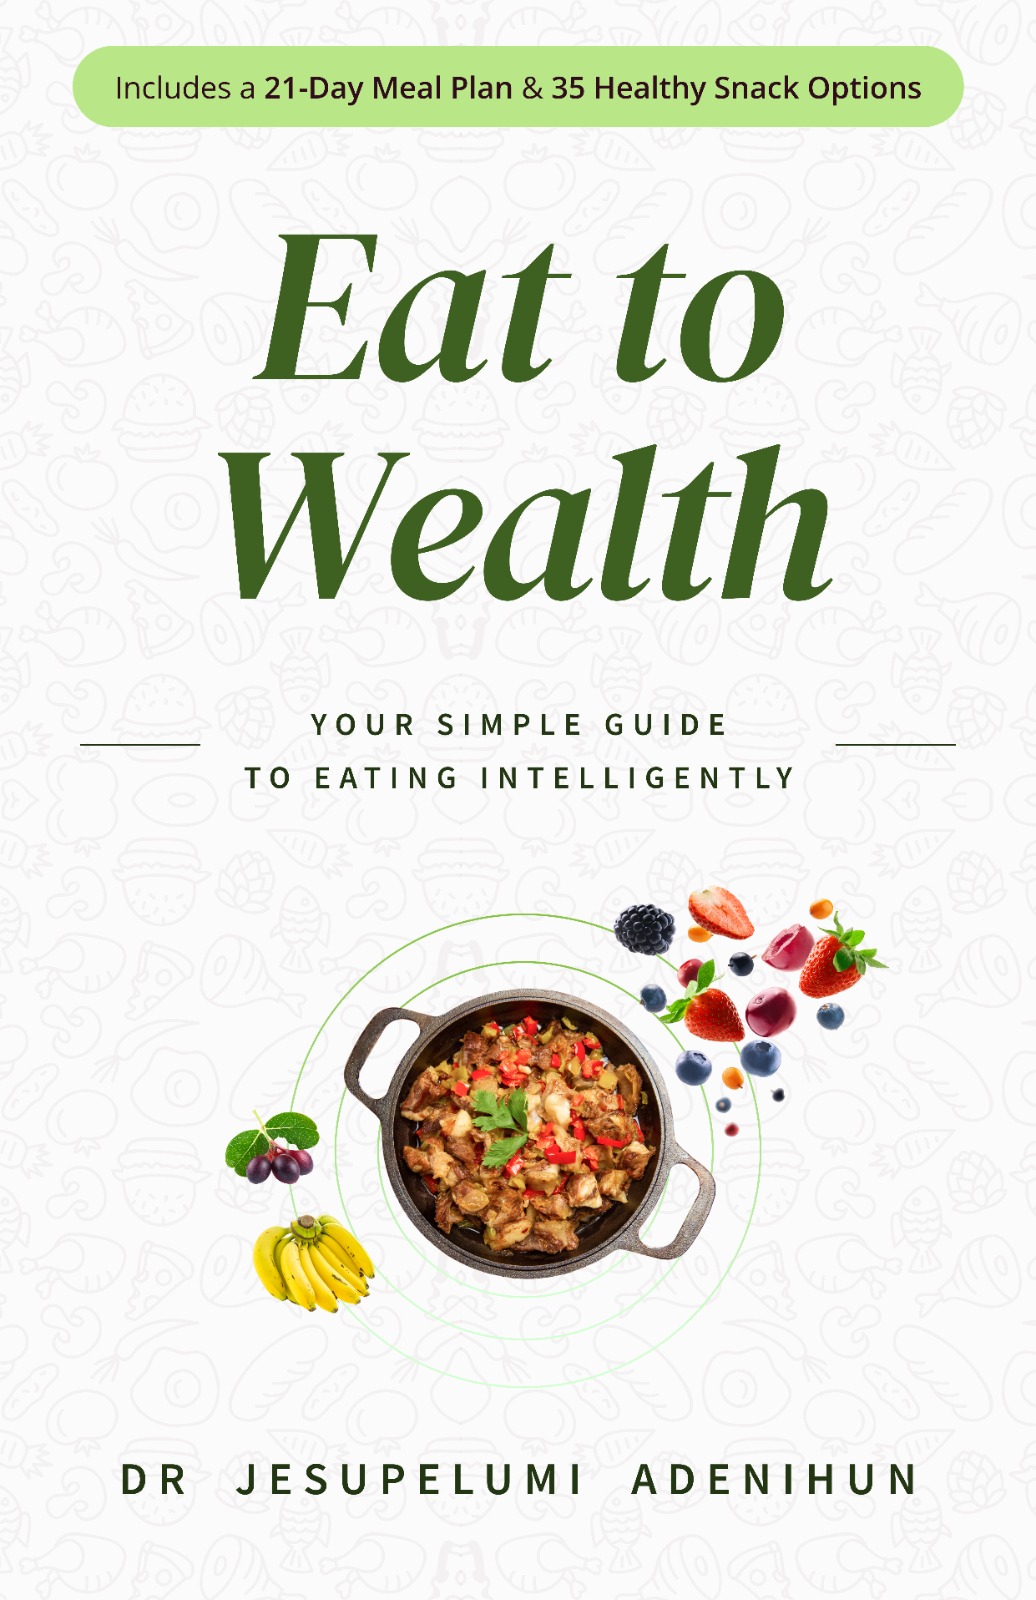 Includes a 21-Day Meal Plan & 35 Healthy Snack Options
Eat to
Wealth
YOUR SIMPLE GUIDE
TO EATING INTELLIGENTLY
DR JESUPELUMI ADENIHUN